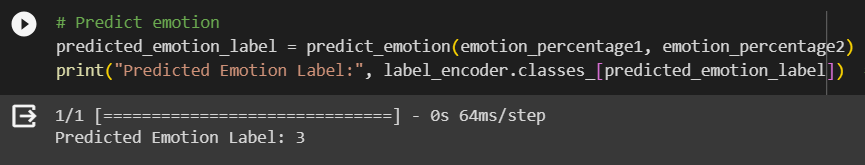 # Predict emotion
predicted_emotion_label = predict_emotion(emotion_percentage1, emotion_percentage2)
print("Predicted Emotion Label:", label_encoder.classes_[predicted_emotion_label])
1/1 [==============================] - 0s 64ms/step
Predicted Emotion Label: 3